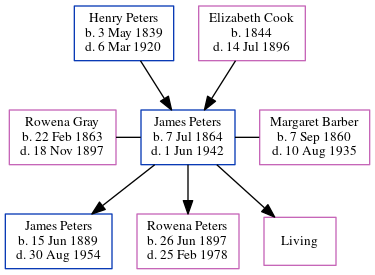 Henry Peters
b. 3 May 1839
d. 6 Mar 1920
Elizabeth Cook
b. 1844
d. 14 Jul 1896
Rowena Gray
b. 22 Feb 1863
d. 18 Nov 1897
James Peters
b. 7 Jul 1864
d. 1 Jun 1942
Margaret Barber
b. 7 Sep 1860
d. 10 Aug 1935
James Peters
b. 15 Jun 1889
d. 30 Aug 1954
Rowena Peters
b. 26 Jun 1897
d. 25 Feb 1978
Living